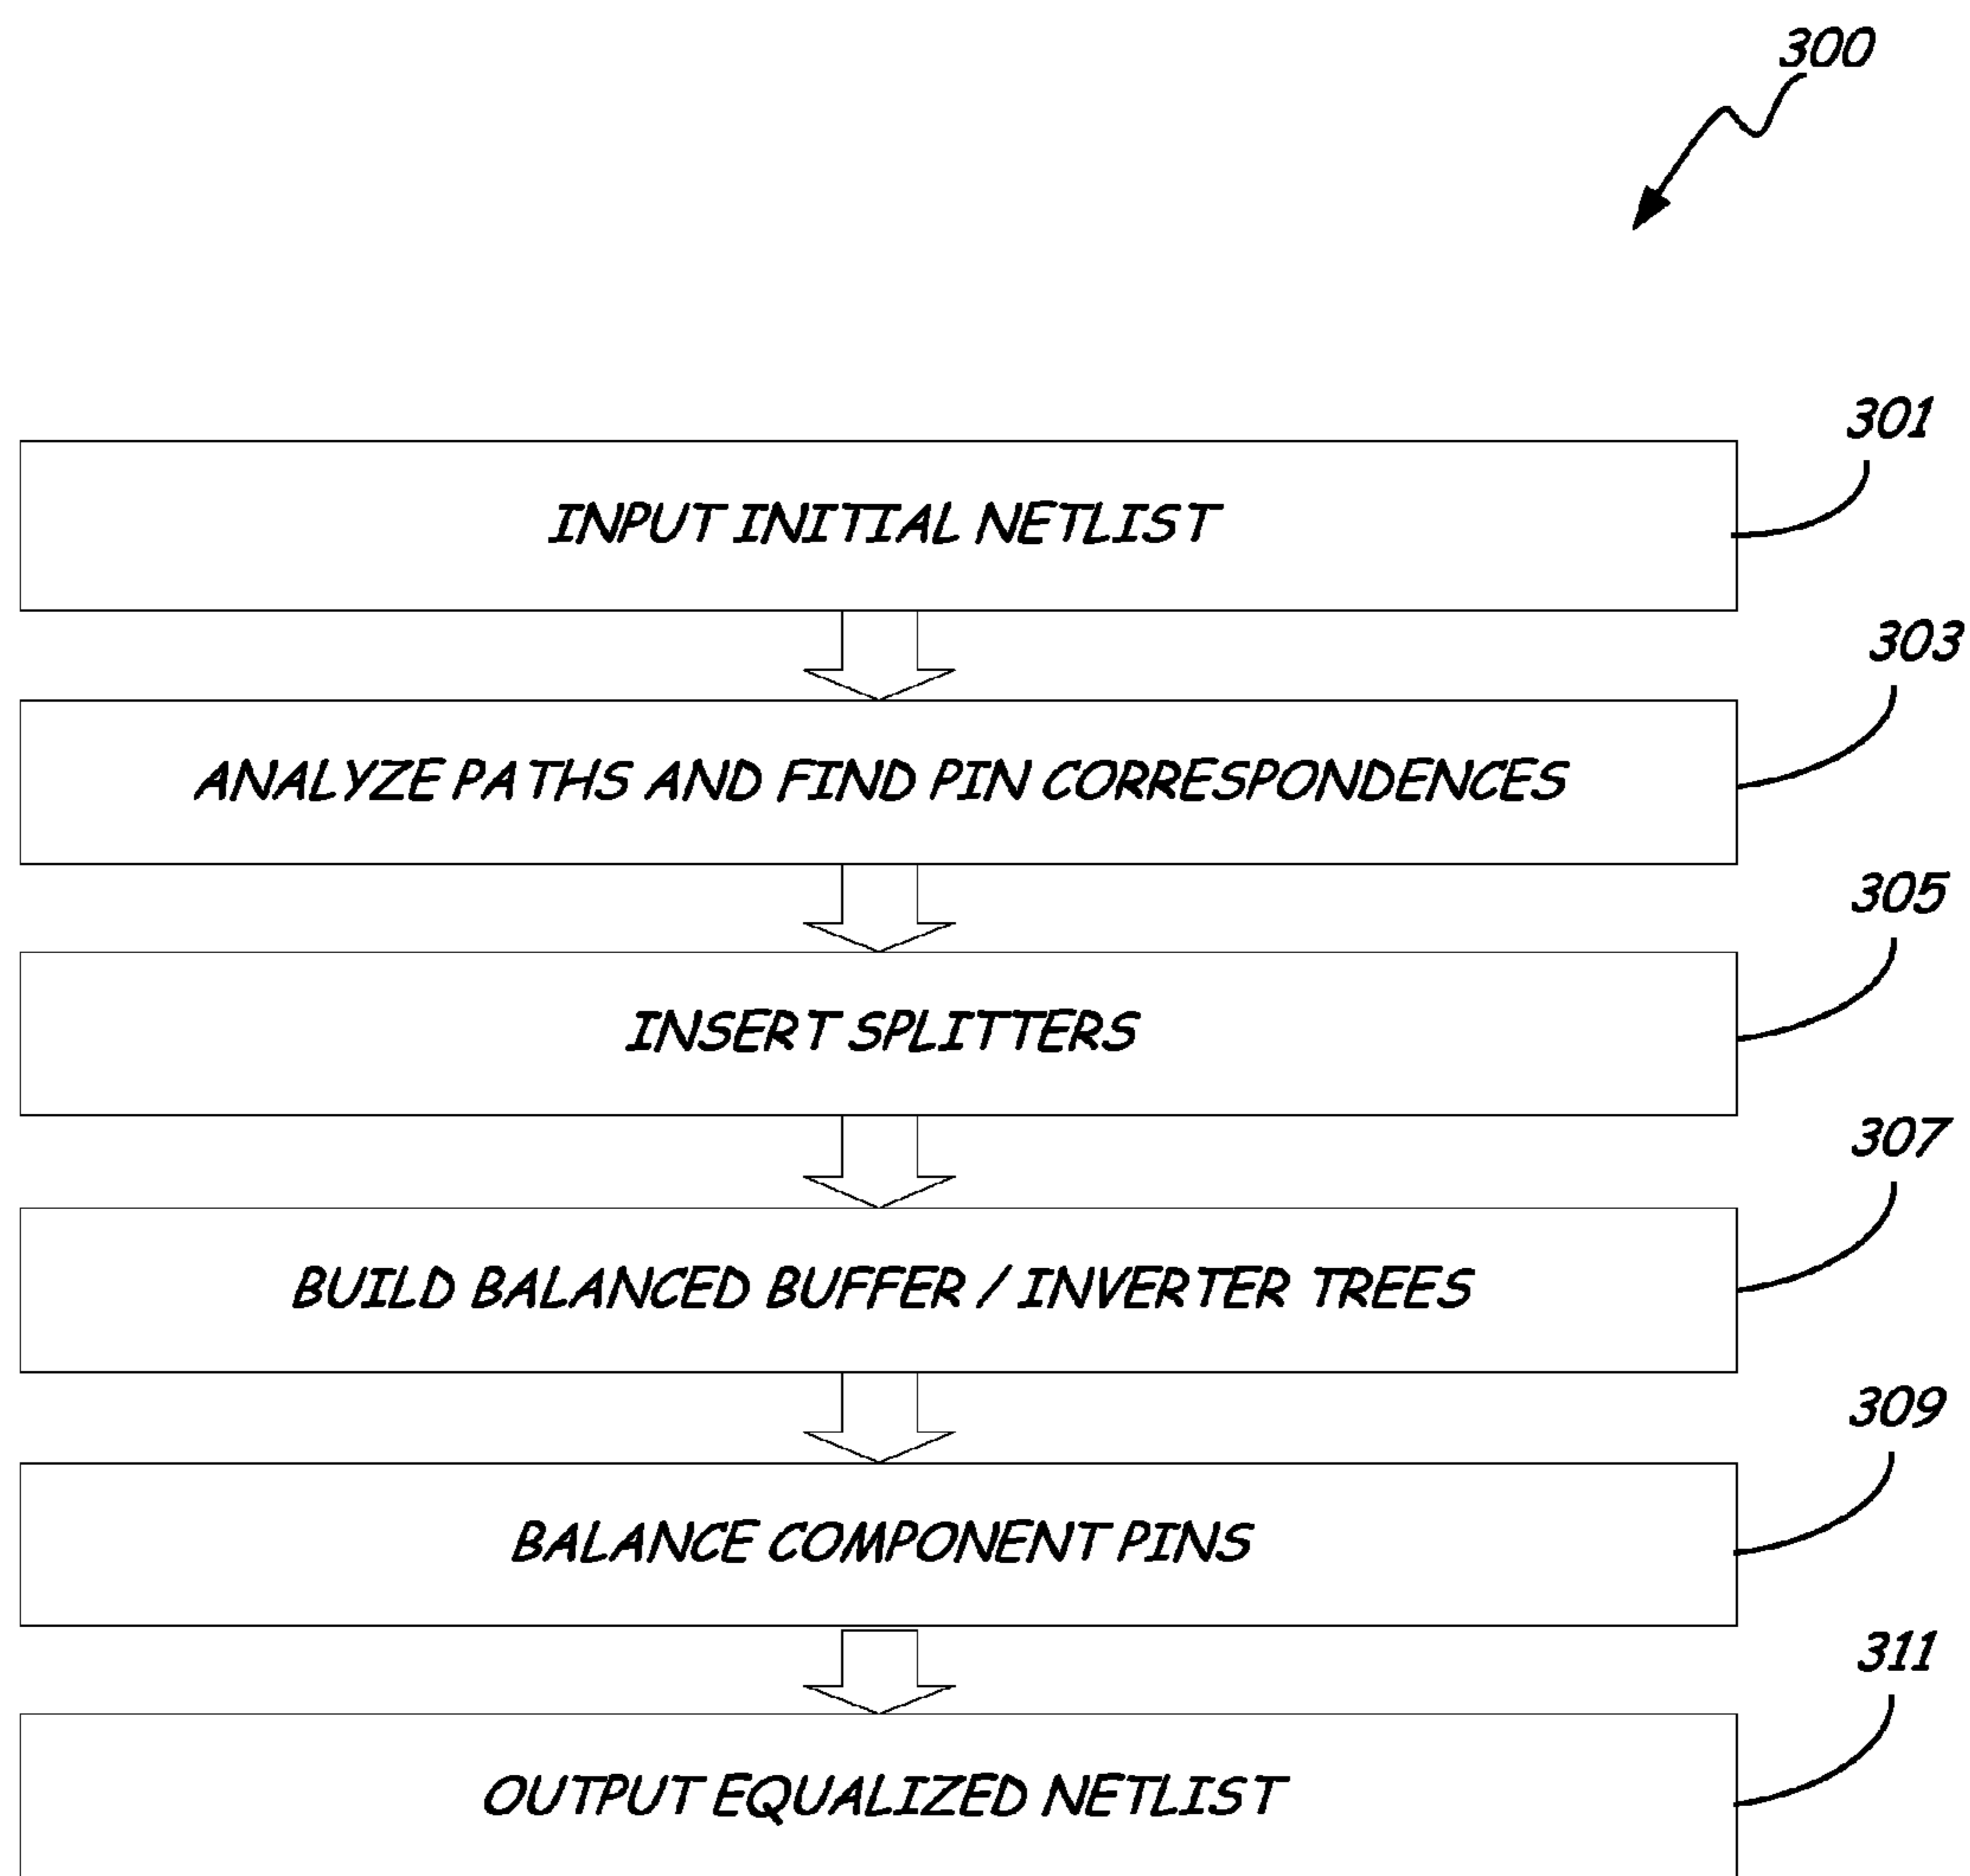 300
301
INPUT INITIAL NETLIST
303
ANALYZE PATHS AND FIND PIN CORRESPONDENCES
305
INSERT SPLITTERS
307
BUILD BALANCED BUFFER / INVERTER TREES
309
BALANCE COMPONENT PINS
311
OUTPUT EQUALIZED NETLIST